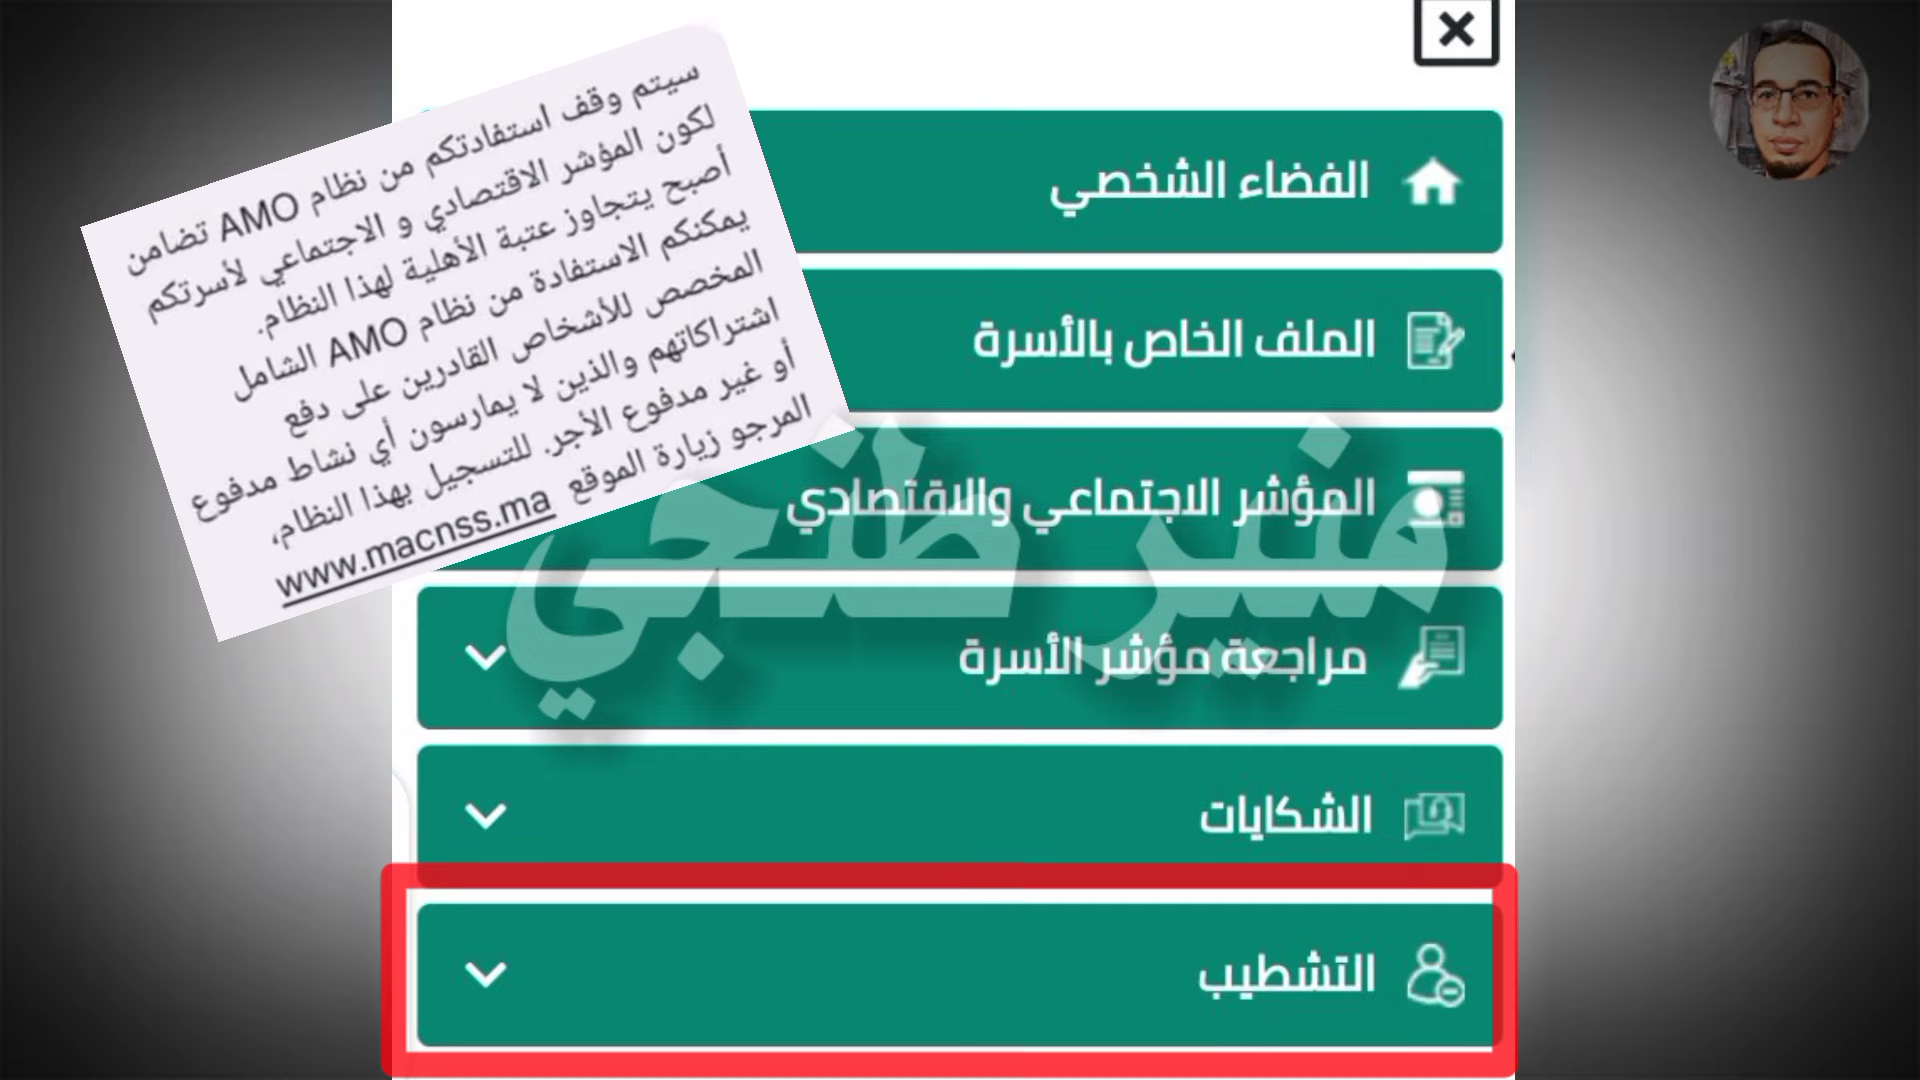 سيتم وقف استفادتكم من نظام AMO تضامن
لكون المؤشر الاقتصادي و الاجتماعي لأسرتكم
أصبح يتجاوز عتبة الأهلية لهذا النظام.
يمكنكم الاستفادة من نظام AMO الشامل
المخصص للأشخاص القادرين على دفع
اشتراكاتهم والذين لا يمارسون أي نشاط مدفوع
أو غير مدفوع الأجر. للتسجيل بهذا النظام،
المرجو زيارة الموقع
www.macnss.ma
الفضاء الشخصي
الملف الخاص بالأسرة
المؤشر الاجتماعي والاقتصادي
منير طنجي
مراجعة مؤشر الأسرة
الشكايات
التشطيب